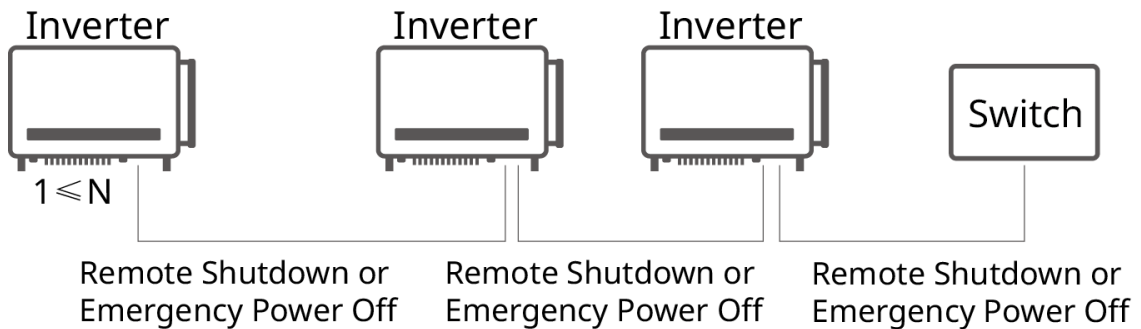 Inverter
Inverter
Inverter
Switch
1⩽N
Remote Shutdown or
Emergency Power Off
Remote Shutdown or
Emergency Power Off
Remote Shutdown or
Emergency Power Off